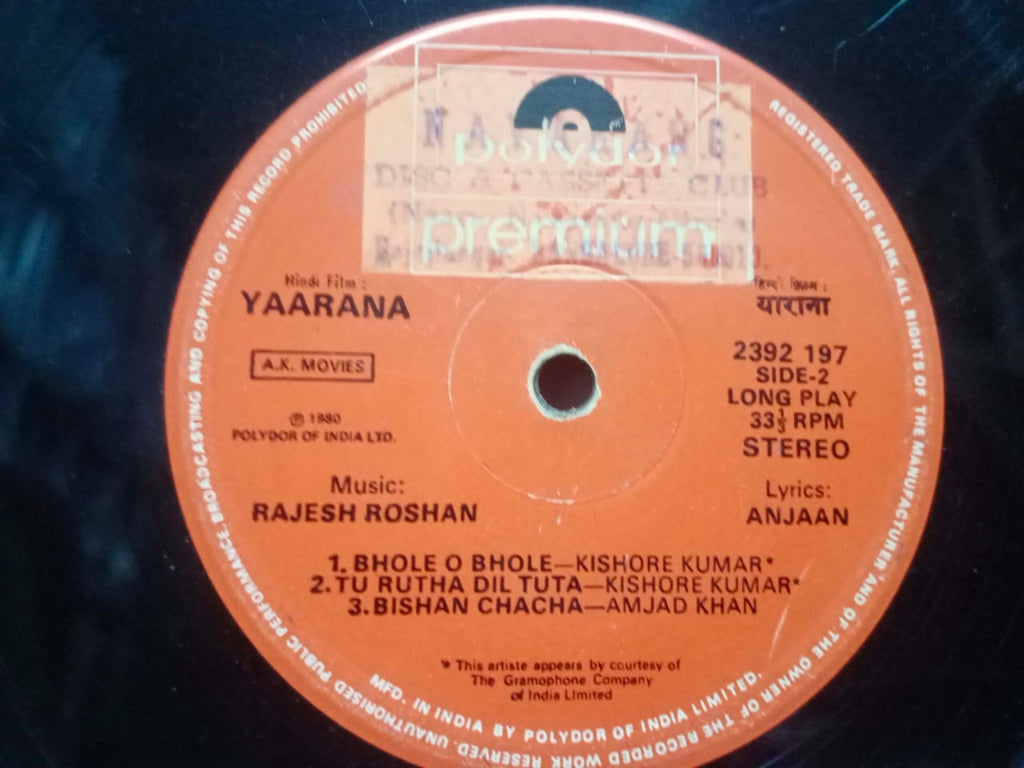 polydor
premium
DISC & CLUB
Hindi Film :
YAARANA
हिन्दी फ़िल्म :
याराना
A.K. MOVIES
℗ 1980
POLYDOR OF INDIA LTD.
2392 197
SIDE-2
LONG PLAY
33⅓ RPM
STEREO
Music:
RAJESH ROSHAN
Lyrics:
ANJAAN
1. BHOLE O BHOLE—KISHORE KUMAR*
2. TU RUTHA DIL TUTA—KISHORE KUMAR*
3. BISHAN CHACHA—AMJAD KHAN
* This artiste appears by courtesy of
The Gramophone Company
of India Limited
REGISTERED TRADE MARK. ALL RIGHTS OF THE MANUFACTURER AND OF THE OWNER OF THE RECORDED WORK RESERVED. UNAUTHORISED PUBLIC PERFORMANCE BROADCASTING AND COPYING OF THIS RECORD PROHIBITED
MFD. IN INDIA BY POLYDOR OF INDIA LIMITED.